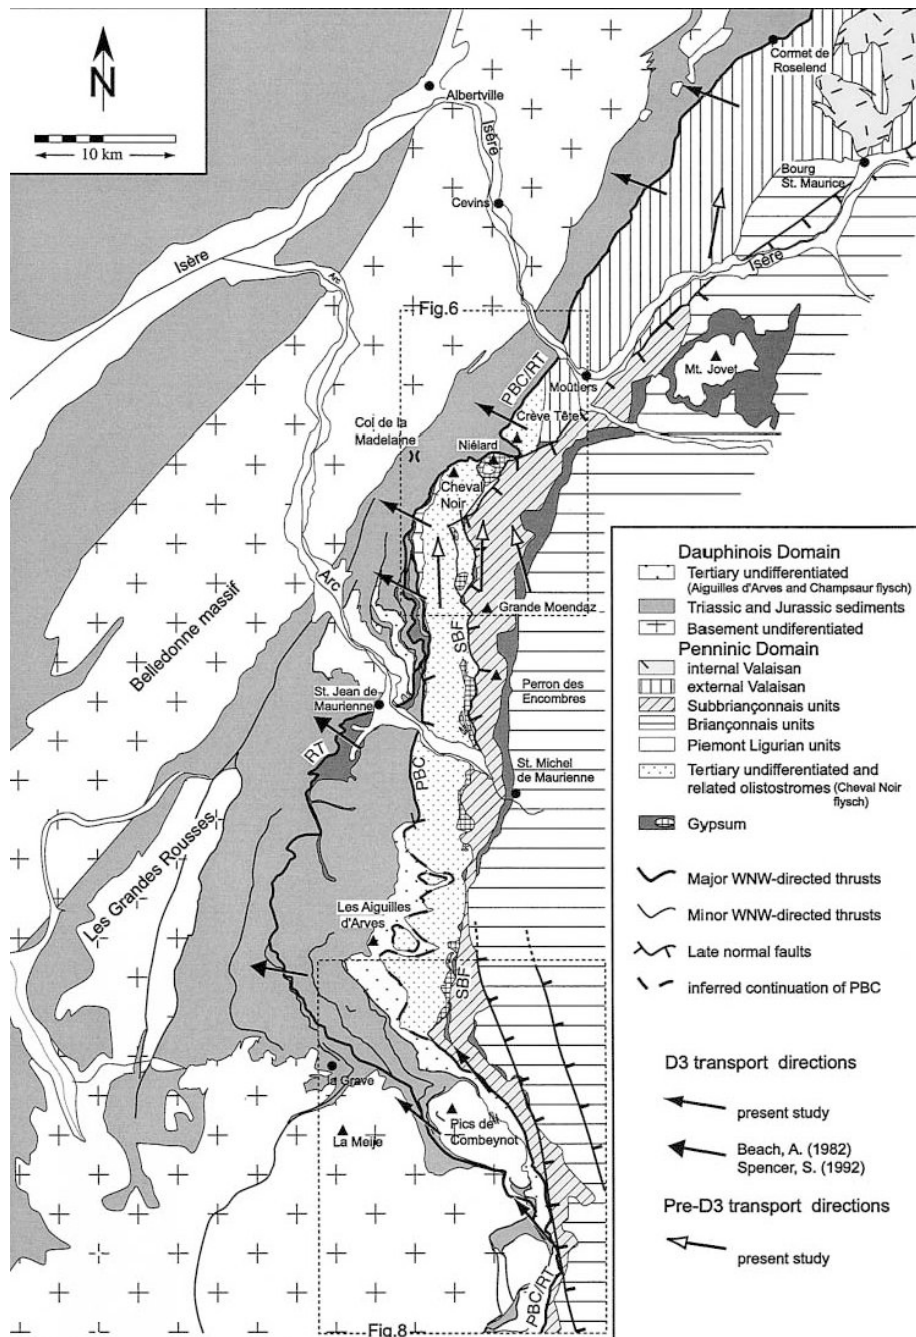 N
10 km
Albertville
Isère
Cevins
Cormet de
Roselend
Bourg
St. Maurice
Isère
Isère
Arc
Fig.6
PBC/RT
Moûtiers
Mt. Jovet
Crève Tête
Col de la
Madelaine
Niélard
Cheval
Noir
Arc
Belledonne massif
Grande Moendaz
SBF
St. Jean de
Maurienne
Perron des
Encombres
RT
PBC
St. Michel
de Maurienne
Les Grandes Rousses
Les Aiguilles
d'Arves
SBF
la Grave
La Meije
Pics de
Combeynot
PBC/RT
Fig.8
Dauphinois Domain
Tertiary undifferentiated
(Aiguilles d'Arves and Champsaur flysch)
Triassic and Jurassic sediments
Basement undiferentiated
Penninic Domain
internal Valaisan
external Valaisan
Subbriançonnais units
Briançonnais units
Piemont Ligurian units
Tertiary undifferentiated and
related olistostromes (Cheval Noir
flysch)
Gypsum
Major WNW-directed thrusts
Minor WNW-directed thrusts
Late normal faults
inferred continuation of PBC
D3 transport directions
present study
Beach, A. (1982)
Spencer, S. (1992)
Pre-D3 transport directions
present study